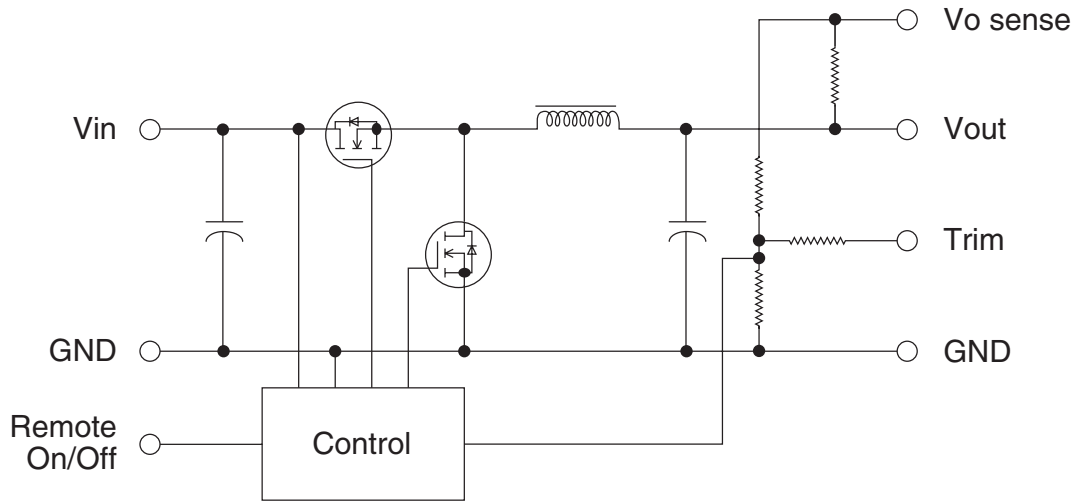 Vo sense
Vin
Vout
Trim
GND
GND
Remote
On/Off
Control